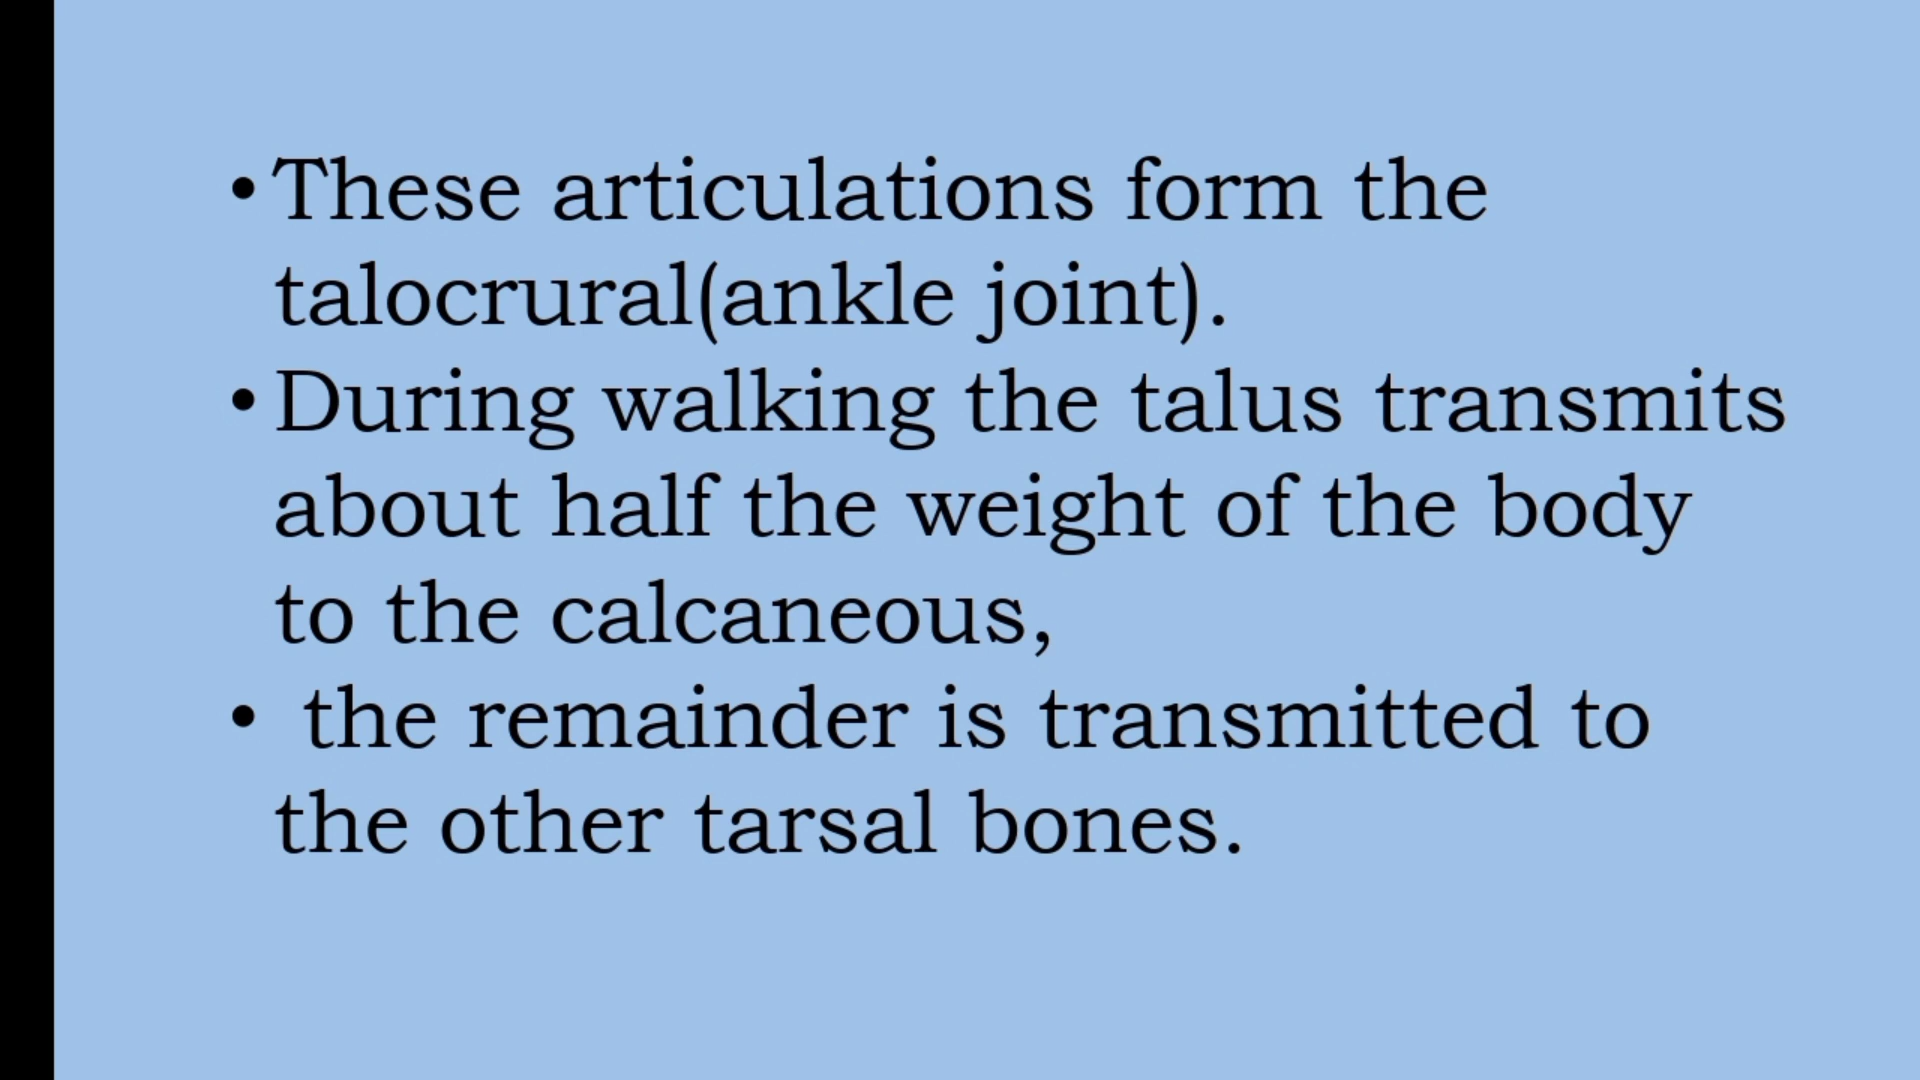 •These articulations form the
talocrural(ankle joint).
•During walking the talus transmits
about half the weight of the body
to the calcaneous,
• the remainder is transmitted to
the other tarsal bones.